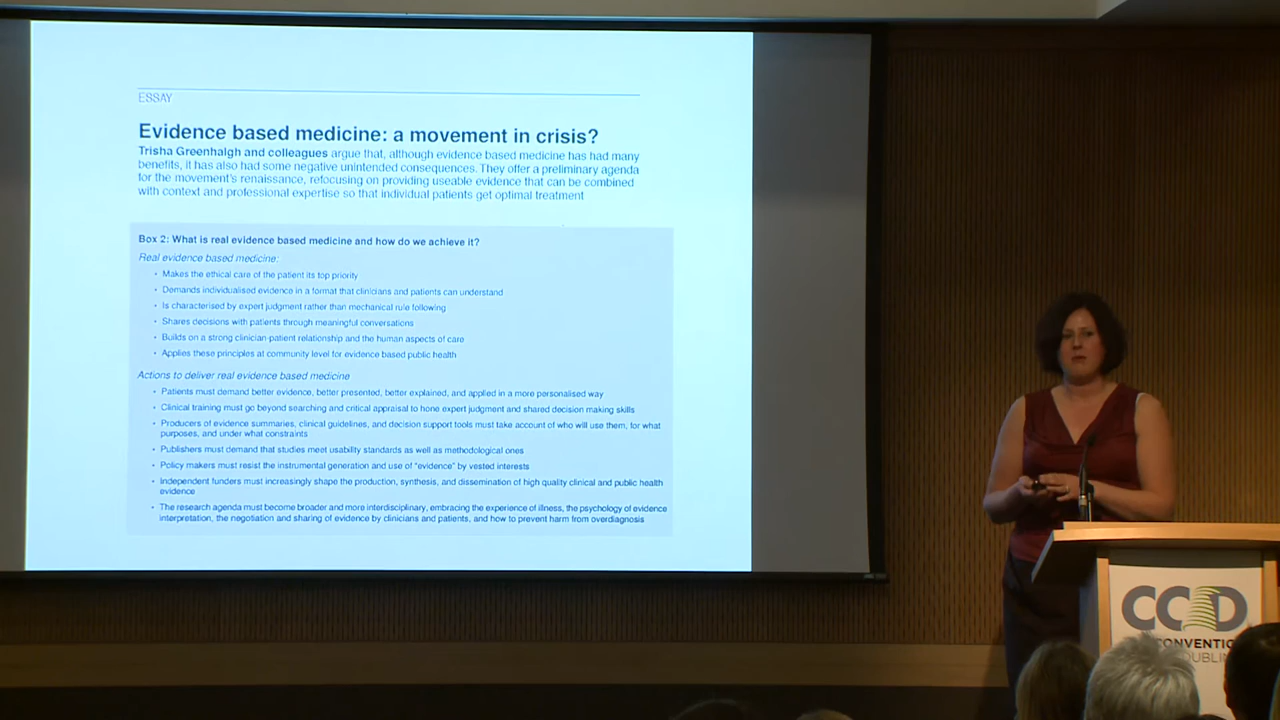 ESSAY
Evidence based medicine: a movement in crisis?
Trisha Greenhalgh and colleagues argue that, although evidence based medicine has had many
benefits, it has also had some negative unintended consequences. They offer a preliminary agenda
for the movement's renaissance, refocusing on providing useable evidence that can be combined
with context and professional expertise so that individual patients get optimal treatment
Box 2: What is real evidence based medicine and how do we achieve it?
Real evidence based medicine:
• Makes the ethical care of the patient its top priority
• Demands individualised evidence in a format that clinicians and patients can understand
• Is characterised by expert judgment rather than mechanical rule following
• Shares decisions with patients through meaningful conversations
• Builds on a strong clinician-patient relationship and the human aspects of care
• Applies these principles at community level for evidence based public health
Actions to deliver real evidence based medicine
• Patients must demand better evidence, better presented, better explained, and applied in a more personalised way
• Clinical training must go beyond searching and critical appraisal to hone expert judgment and shared decision making skills
• Producers of evidence summaries, clinical guidelines, and decision support tools must take account of who will use them, for what
purposes, and under what constraints
• Publishers must demand that studies meet usability standards as well as methodological ones
• Policy makers must resist the instrumental generation and use of "evidence" by vested interests
• Independent funders must increasingly shape the production, synthesis, and dissemination of high quality clinical and public health
evidence
• The research agenda must become broader and more interdisciplinary, embracing the experience of illness, the psychology of evidence
interpretation, the negotiation and sharing of evidence by clinicians and patients, and how to prevent harm from overdiagnosis
CCD
CONVENTIO
DUBLIN